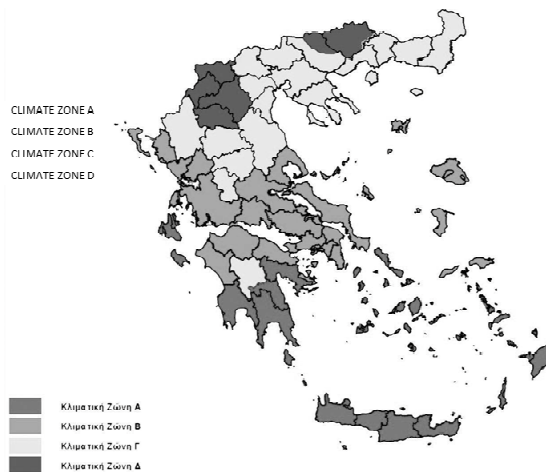 CLIMATE ZONE A
CLIMATE ZONE B
CLIMATE ZONE C
CLIMATE ZONE D
Κλιματική Ζώνη Α
Κλιματική Ζώνη Β
Κλιματική Ζώνη Γ
Κλιματική Ζώνη Δ